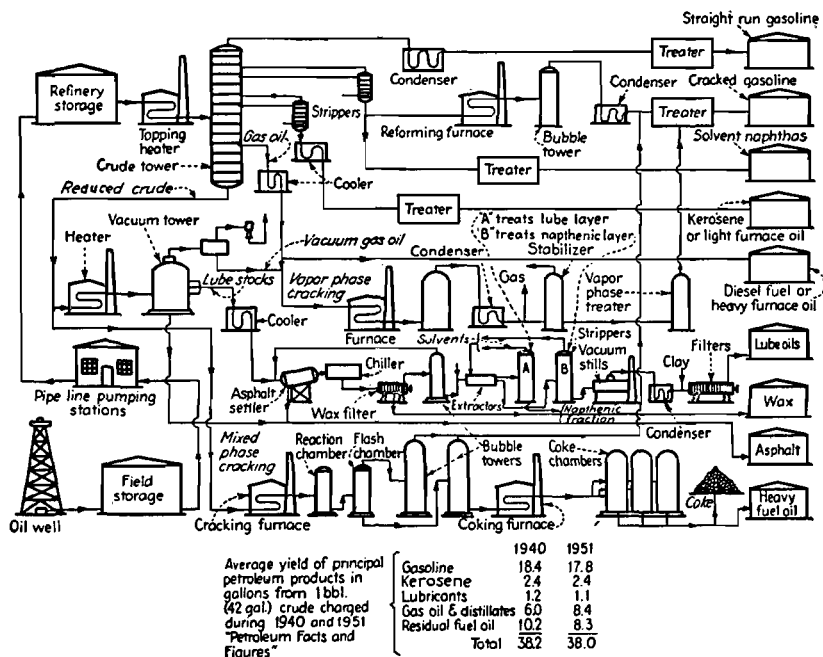 Straight run gasoline
Treater
Condenser
Refinery
storage
Condenser
Cracked gasoline
Treater
Strippers
Reforming furnace
Bubble
tower
Topping
heater
Gas oil
Solvent naphthas
Crude tower
Cooler
Treater
Reduced crude
Vacuum tower
Heater
Treater
"A" treats lube layer
"B" treats napthenic layer
Kerosene
or light furnace oil
Vacuum gas oil
Condenser
Stabilizer
Gas
Lube stocks
Vapor phase
cracking
Vapor
phase
treater
Diesel fuel or
heavy furnace oil
Cooler
Furnace
Solvents
Strippers
Vacuum
stills
Clay
Filters
Lube oils
Chiller
A
B
Pipe line pumping
stations
Asphalt
settler
Wax filter
Extractors
Napthenic
fraction
Condenser
Wax
Mixed
phase
cracking
Reaction
chamber
Flash
chamber
Bubble
towers
Coke
chambers
Asphalt
Oil well
Field
storage
Cracking furnace
Coking furnace
Coke
Heavy
fuel oil
Average yield of principal
petroleum products in
gallons from 1 bbl.
(42 gal.) crude charged
during 1940 and 1951
"Petroleum Facts and
Figures"
1940 1951
Gasoline 18.4 17.8
Kerosene 2.4 2.4
Lubricants 1.2 1.1
Gas oil & distillates 6.0 8.4
Residual fuel oil 10.2 8.3
Total 38.2 38.0